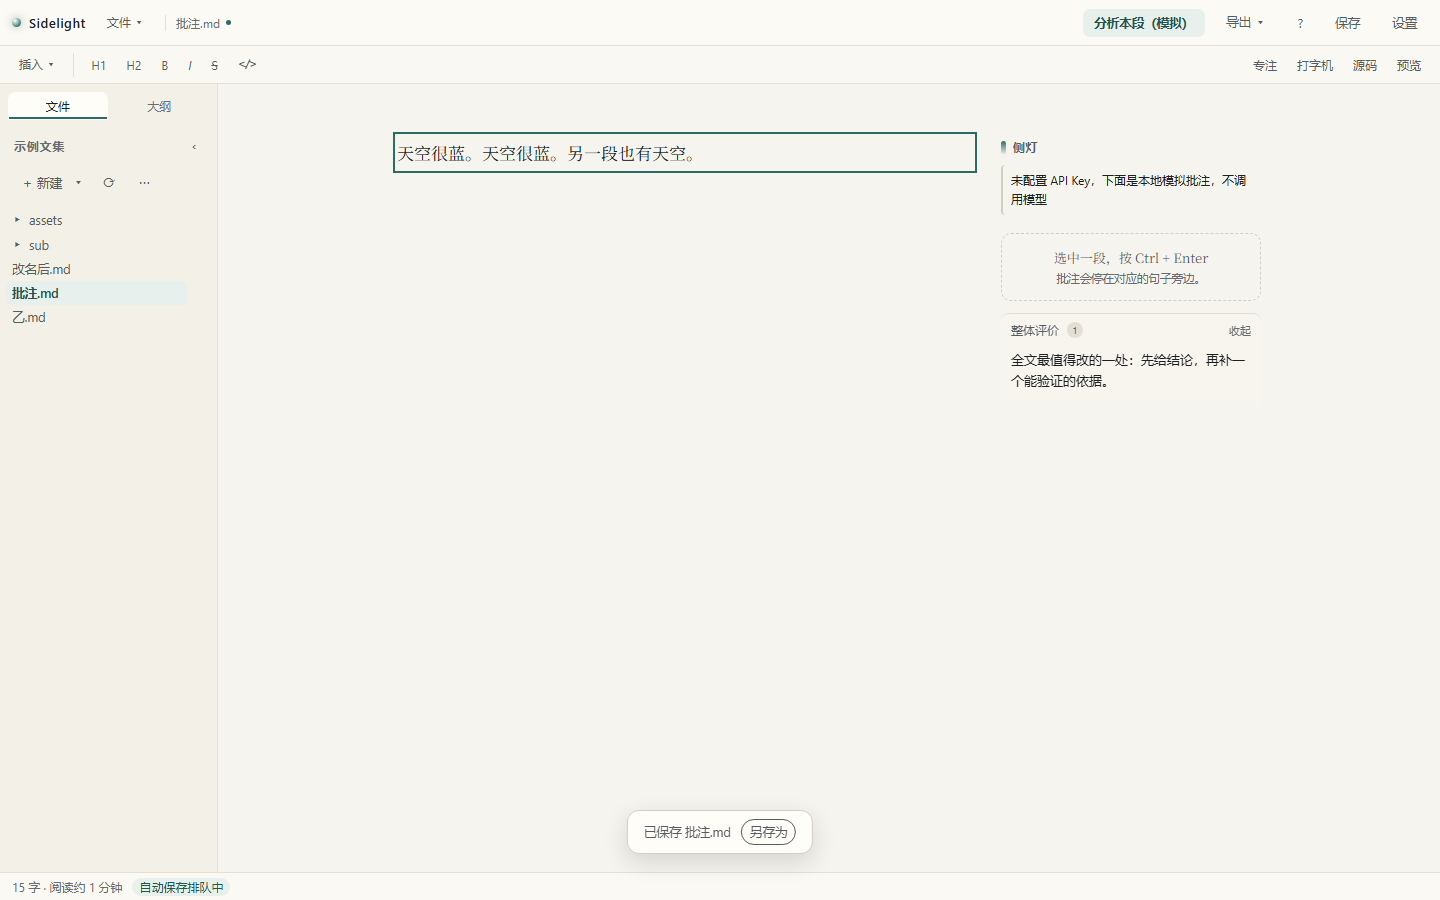 Sidelight 文件 批注.md 分析本段（模拟） 导出 ? 保存 设置
插入 H1 H2 B I S </> 专注 打字机 源码 预览
文件 大纲
示例文集
+ 新建 ···
assets
sub
改名后.md
批注.md
乙.md
天空很蓝。天空很蓝。另一段也有天空。
侧灯
未配置 API Key，下面是本地模拟批注，不调
用模型
选中一段，按 Ctrl + Enter
批注会停在对应的句子旁边。
整体评价 1 收起
全文最值得改的一处：先给结论，再补一
个能验证的依据。
已保存 批注.md 另存为
15 字 · 阅读约 1 分钟 自动保存排队中